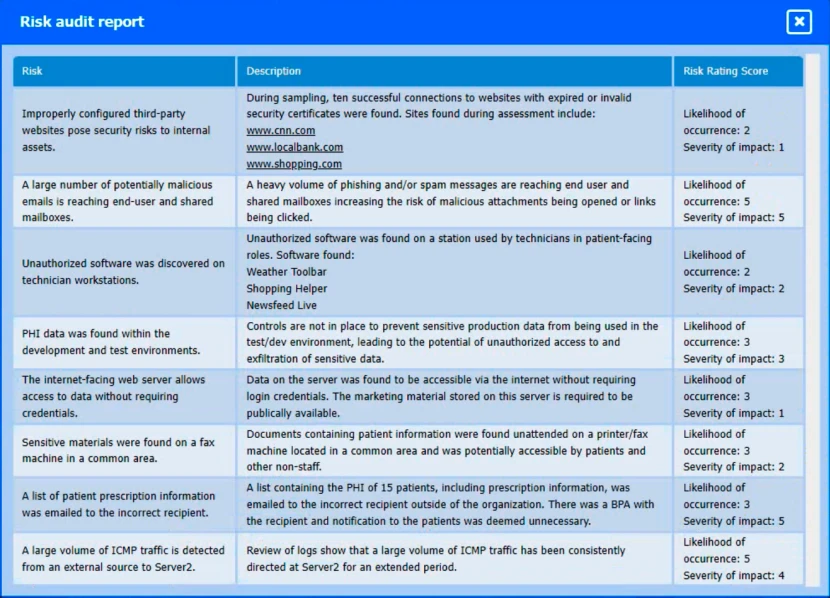 Risk audit report
Risk
Description
Risk Rating Score
Improperly configured third-party
websites pose security risks to internal
assets.
During sampling, ten successful connections to websites with expired or invalid
security certificates were found. Sites found during assessment include:
www.cnn.com
www.localbank.com
www.shopping.com
Likelihood of
occurrence: 2
Severity of impact: 1
A large number of potentially malicious
emails is reaching end-user and shared
mailboxes.
A heavy volume of phishing and/or spam messages are reaching end user and
shared mailboxes increasing the risk of malicious attachments being opened or links
being clicked.
Likelihood of
occurrence: 5
Severity of impact: 5
Unauthorized software was discovered on
technician workstations.
Unauthorized software was found on a station used by technicians in patient-facing
roles. Software found:
Weather Toolbar
Shopping Helper
Newsfeed Live
Likelihood of
occurrence: 2
Severity of impact: 2
PHI data was found within the
development and test environments.
Controls are not in place to prevent sensitive production data from being used in the
test/dev environment, leading to the potential of unauthorized access to and
exfiltration of sensitive data.
Likelihood of
occurrence: 3
Severity of impact: 3
The internet-facing web server allows
access to data without requiring
credentials.
Data on the server was found to be accessible via the internet without requiring
login credentials. The marketing material stored on this server is required to be
publically available.
Likelihood of
occurrence: 3
Severity of impact: 1
Sensitive materials were found on a fax
machine in a common area.
Documents containing patient information were found unattended on a printer/fax
machine located in a common area and was potentially accessible by patients and
other non-staff.
Likelihood of
occurrence: 3
Severity of impact: 2
A list of patient prescription information
was emailed to the incorrect recipient.
A list containing the PHI of 15 patients, including prescription information, was
emailed to the incorrect recipient outside of the organization. There was a BPA with
the recipient and notification to the patients was deemed unnecessary.
Likelihood of
occurrence: 3
Severity of impact: 5
A large volume of ICMP traffic is detected
from an external source to Server2.
Review of logs show that a large volume of ICMP traffic has been consistently
directed at Server2 for an extended period.
Likelihood of
occurrence: 5
Severity of impact: 4